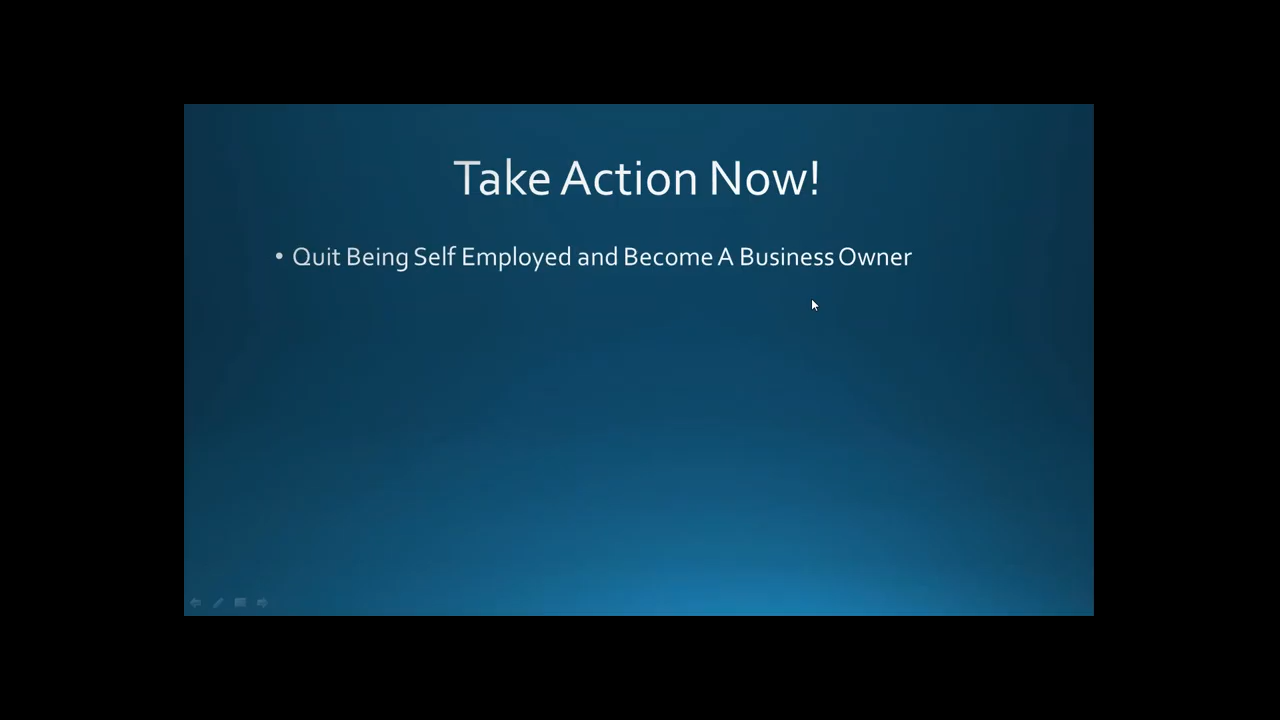 Take Action Now!
• Quit Being Self Employed and Become A Business Owner